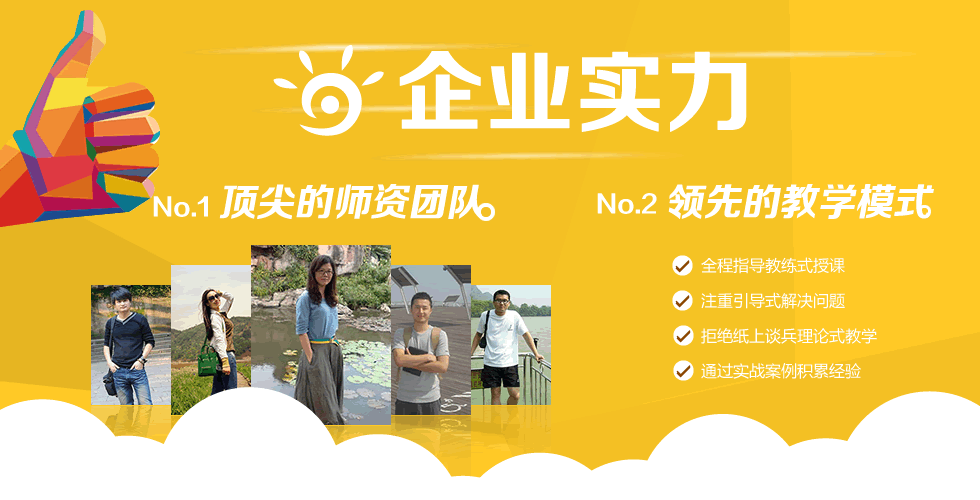 企业实力
No.1 顶尖的师资团队。
No.2 领先的教学模式。
全程指导教练式授课
注重引导式解决问题
拒绝纸上谈兵理论式教学
通过实战案例积累经验